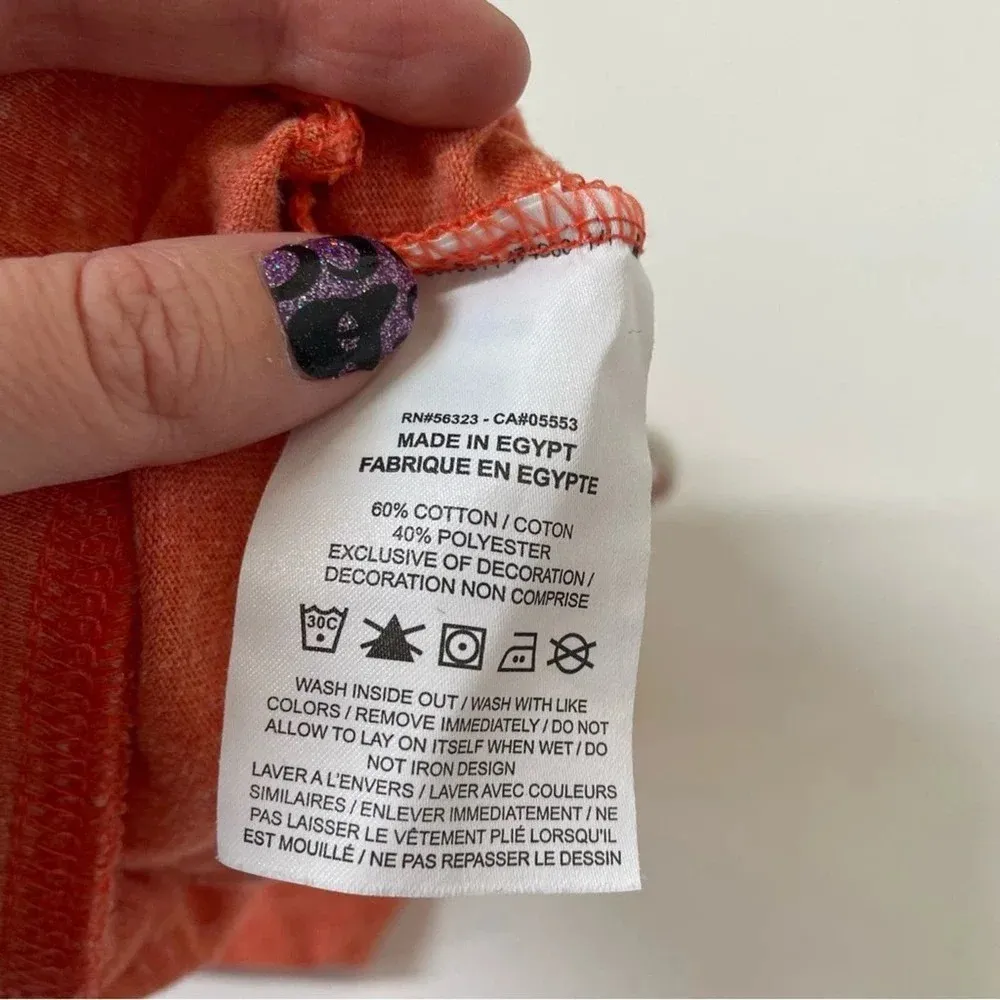 RN#56323 - CA#05553
MADE IN EGYPT
FABRIQUE EN EGYPTE
60% COTTON / COTON
40% POLYESTER
EXCLUSIVE OF DECORATION /
DECORATION NON COMPRISE
30C
WASH INSIDE OUT / WASH WITH LIKE
COLORS / REMOVE IMMEDIATELY / DO NOT
ALLOW TO LAY ON ITSELF WHEN WET / DO
NOT IRON DESIGN
LAVER A L'ENVERS / LAVER AVEC COULEURS
SIMILAIRES / ENLEVER IMMEDIATEMENT / NE
PAS LAISSER LE VÊTEMENT PLIÉ LORSQU'IL
EST MOUILLÉ / NE PAS REPASSER LE DESSIN